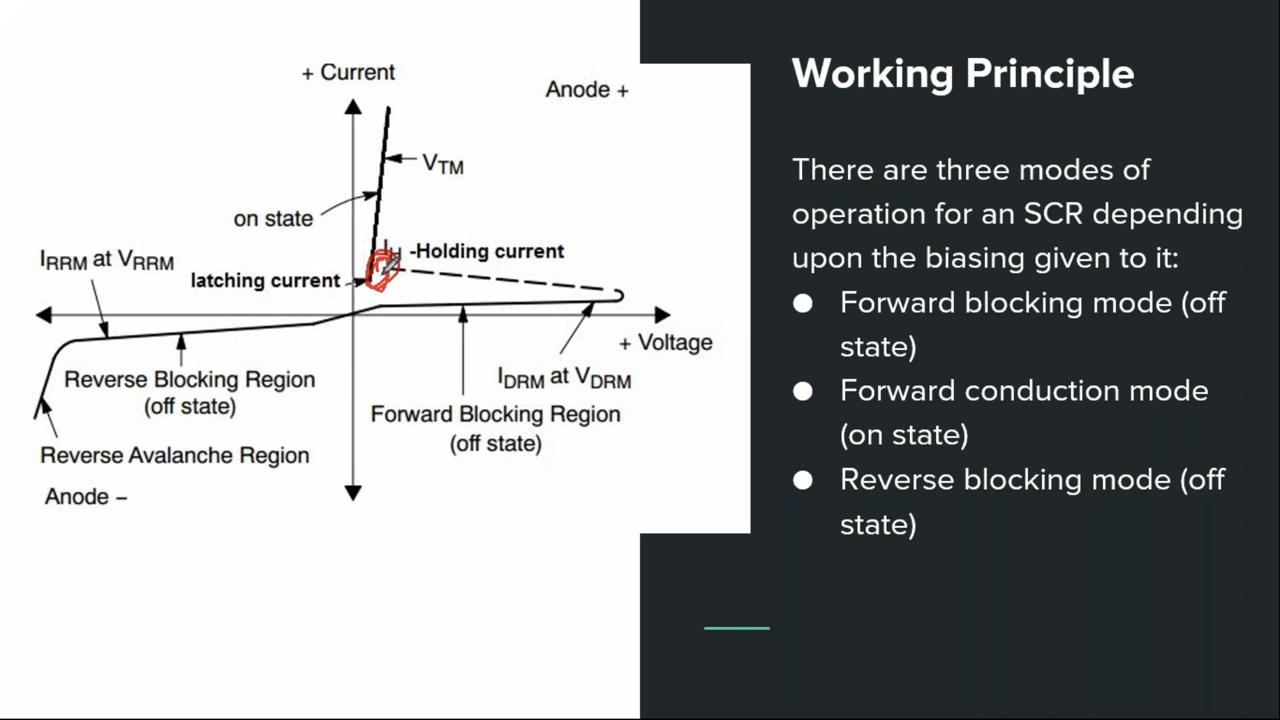 + Current
Anode +
VTM
on state
-Holding current
IRRM at VRRM
latching current
+ Voltage
IDRM at VDRM
Reverse Blocking Region
(off state)
Forward Blocking Region
(off state)
Reverse Avalanche Region
Anode –
Working Principle
There are three modes of
operation for an SCR depending
upon the biasing given to it:
● Forward blocking mode (off
state)
● Forward conduction mode
(on state)
● Reverse blocking mode (off
state)